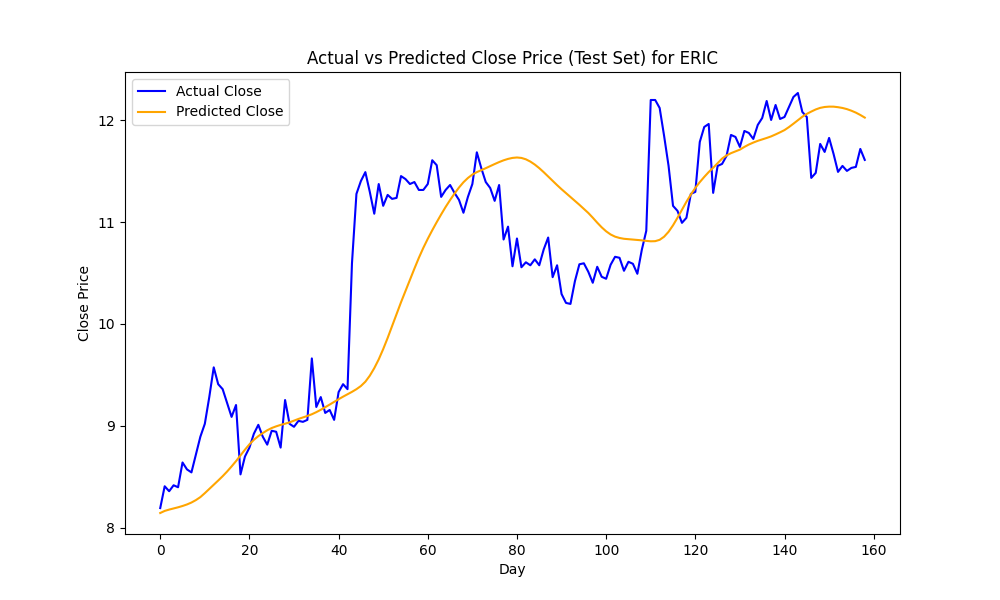 Actual vs Predicted Close Price (Test Set) for ERIC
Actual Close
Predicted Close
Close Price
12
11
10
9
8
0 20 40 60 80 100 120 140 160
Day